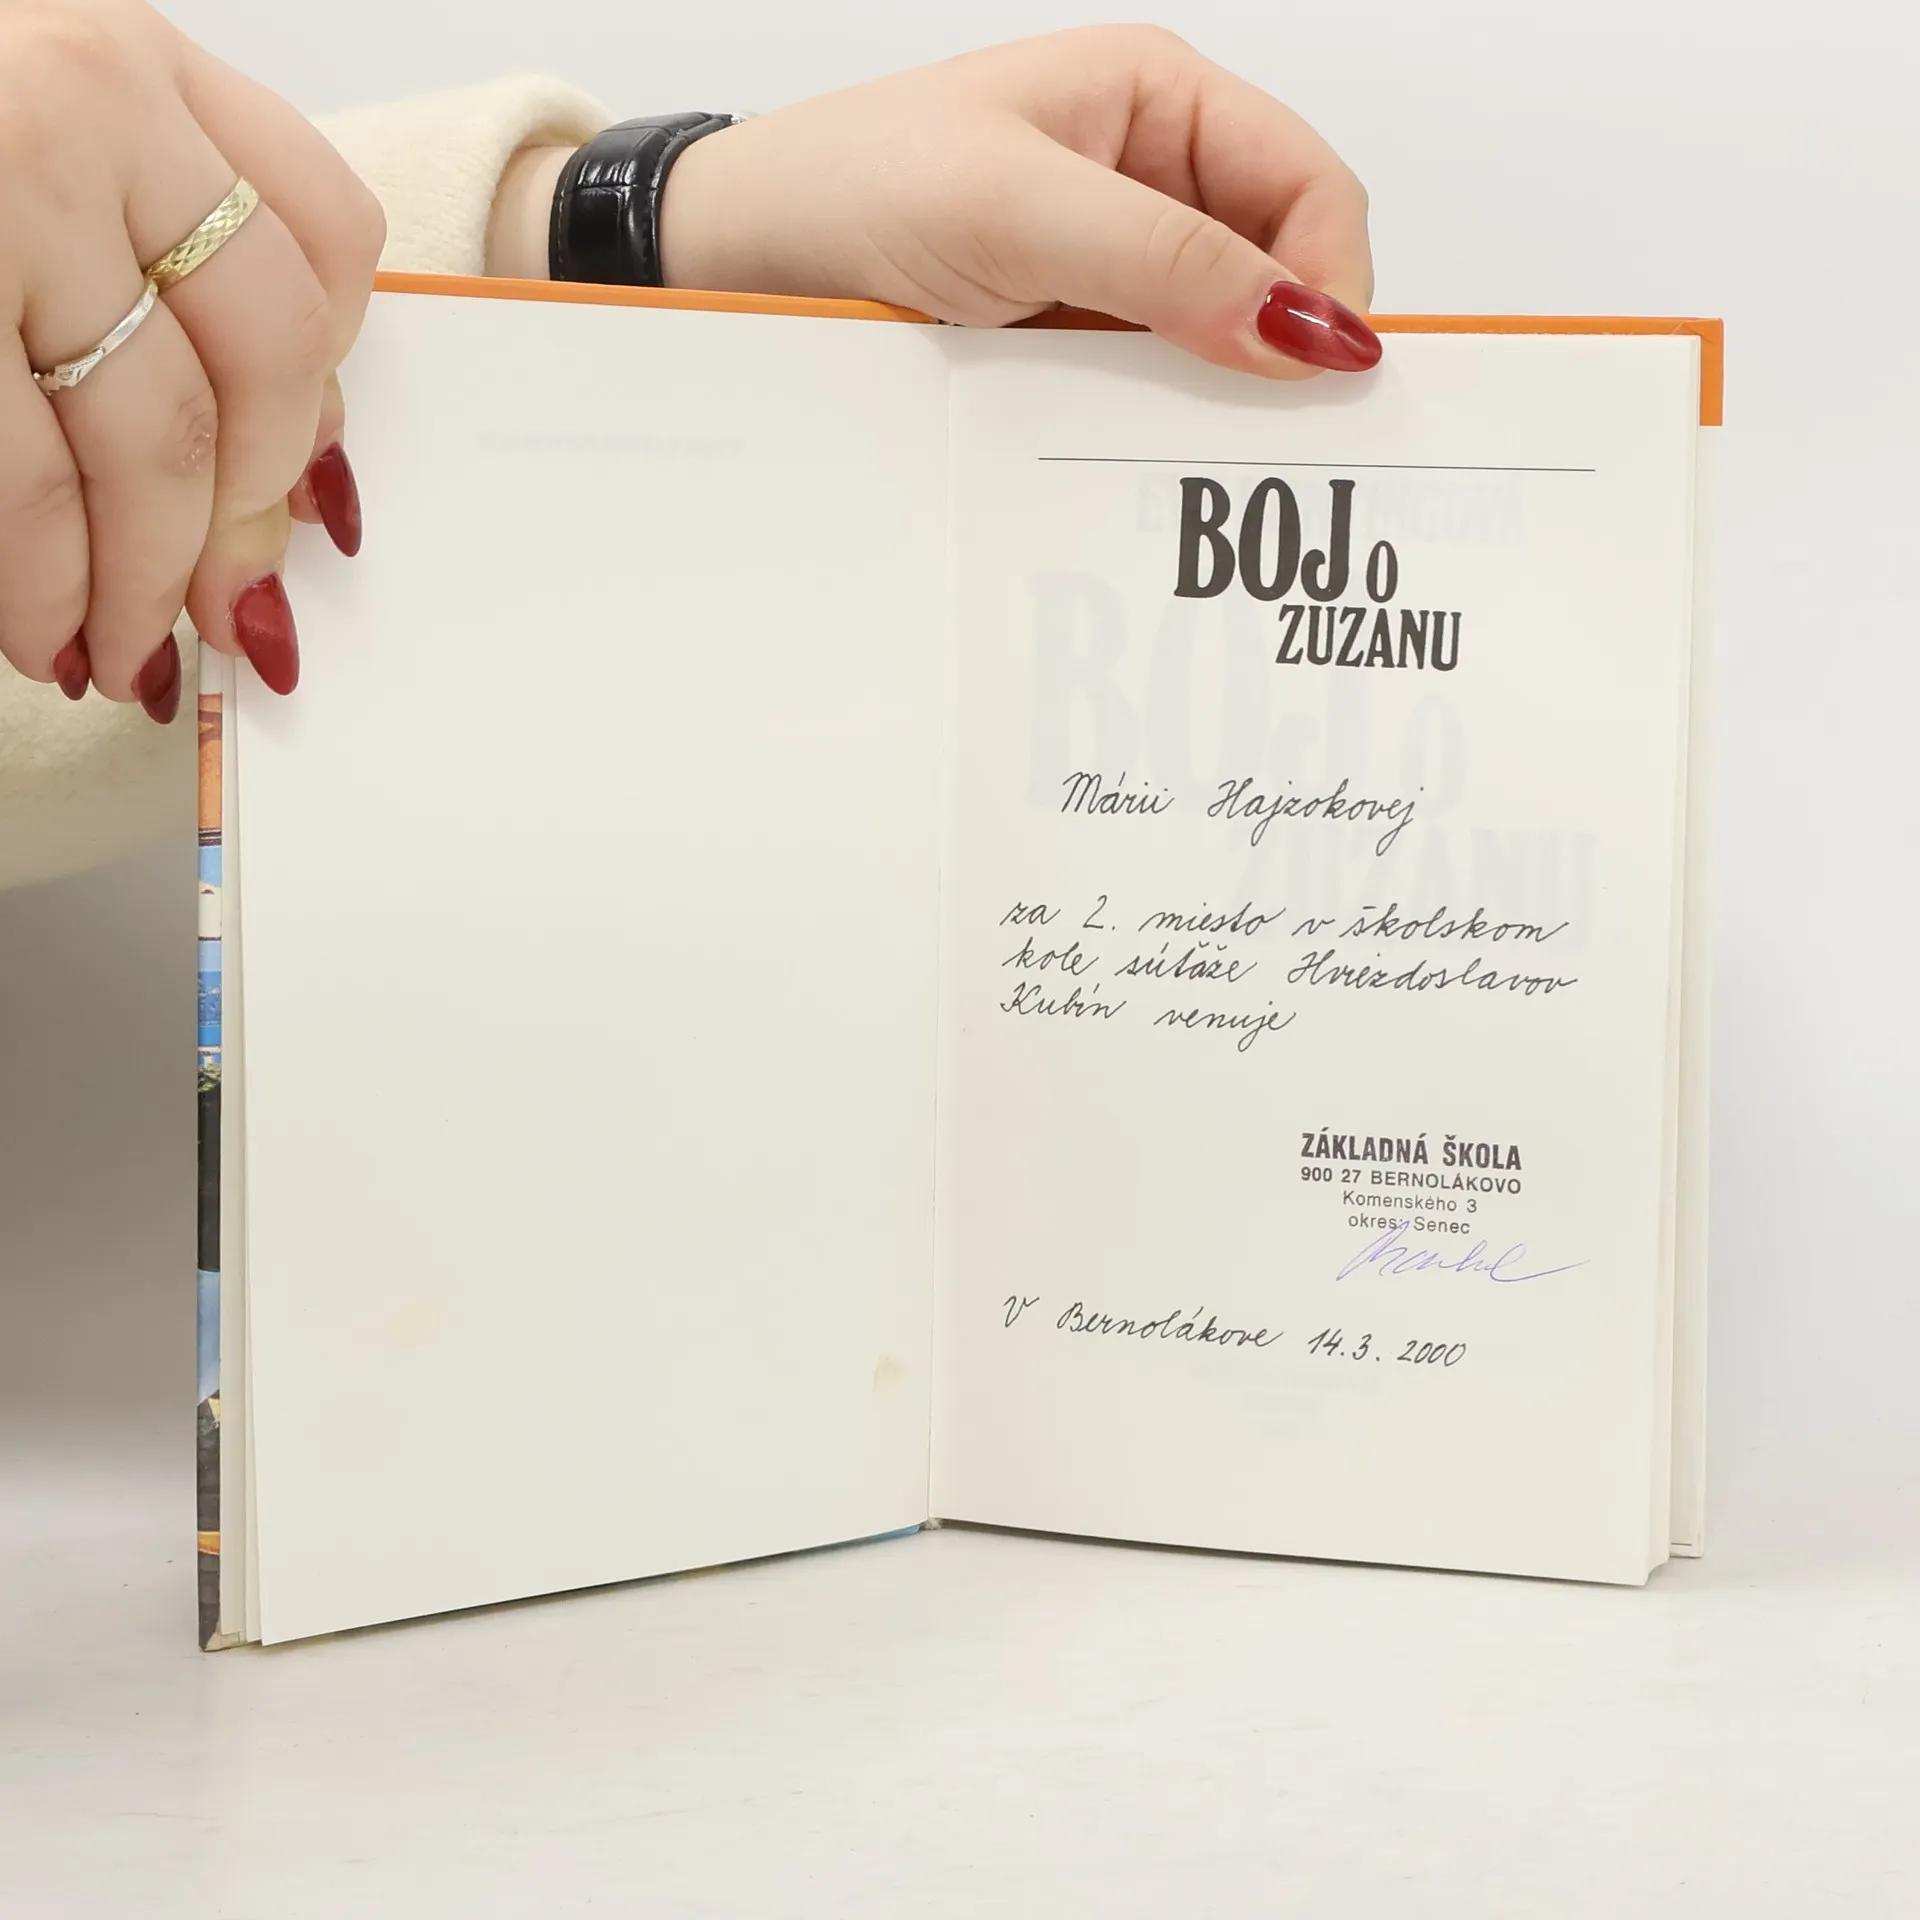 BOJ O
ZUZANU
Márii Hajzokovej
za 2. miesto v školskom
kole súťaže Hviezdoslavov
Kubín venuje
ZÁKLADNÁ ŠKOLA
900 27 BERNOLÁKOVO
Komenského 3
okres: Senec
V Bernolákove 14.3. 2000